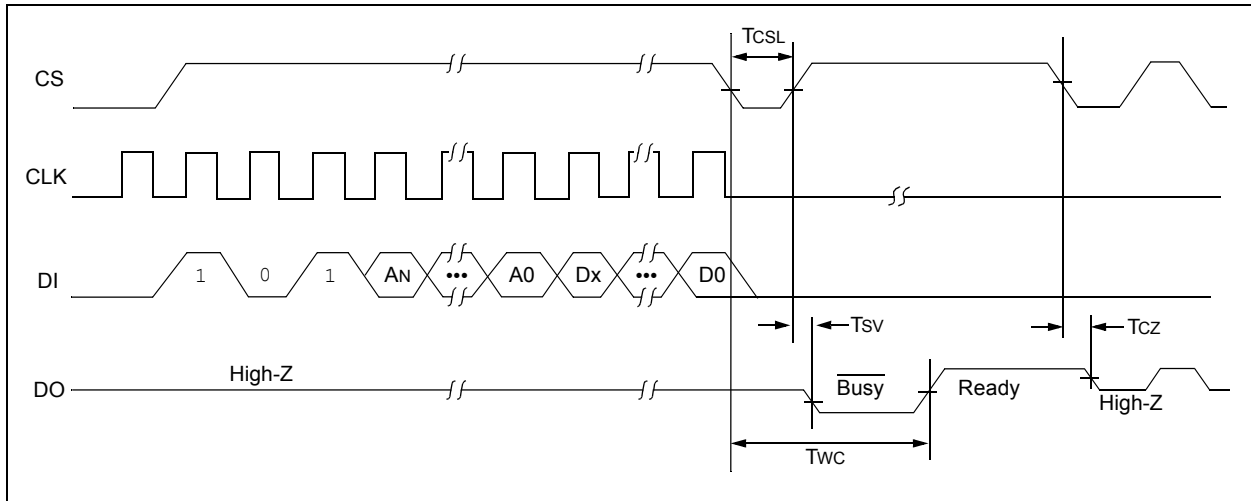 TCSL
CS
CLK
DI 1 0 1 AN ••• A0 Dx ••• D0
TSV TCZ
High-Z Busy Ready High-Z
DO
TWC